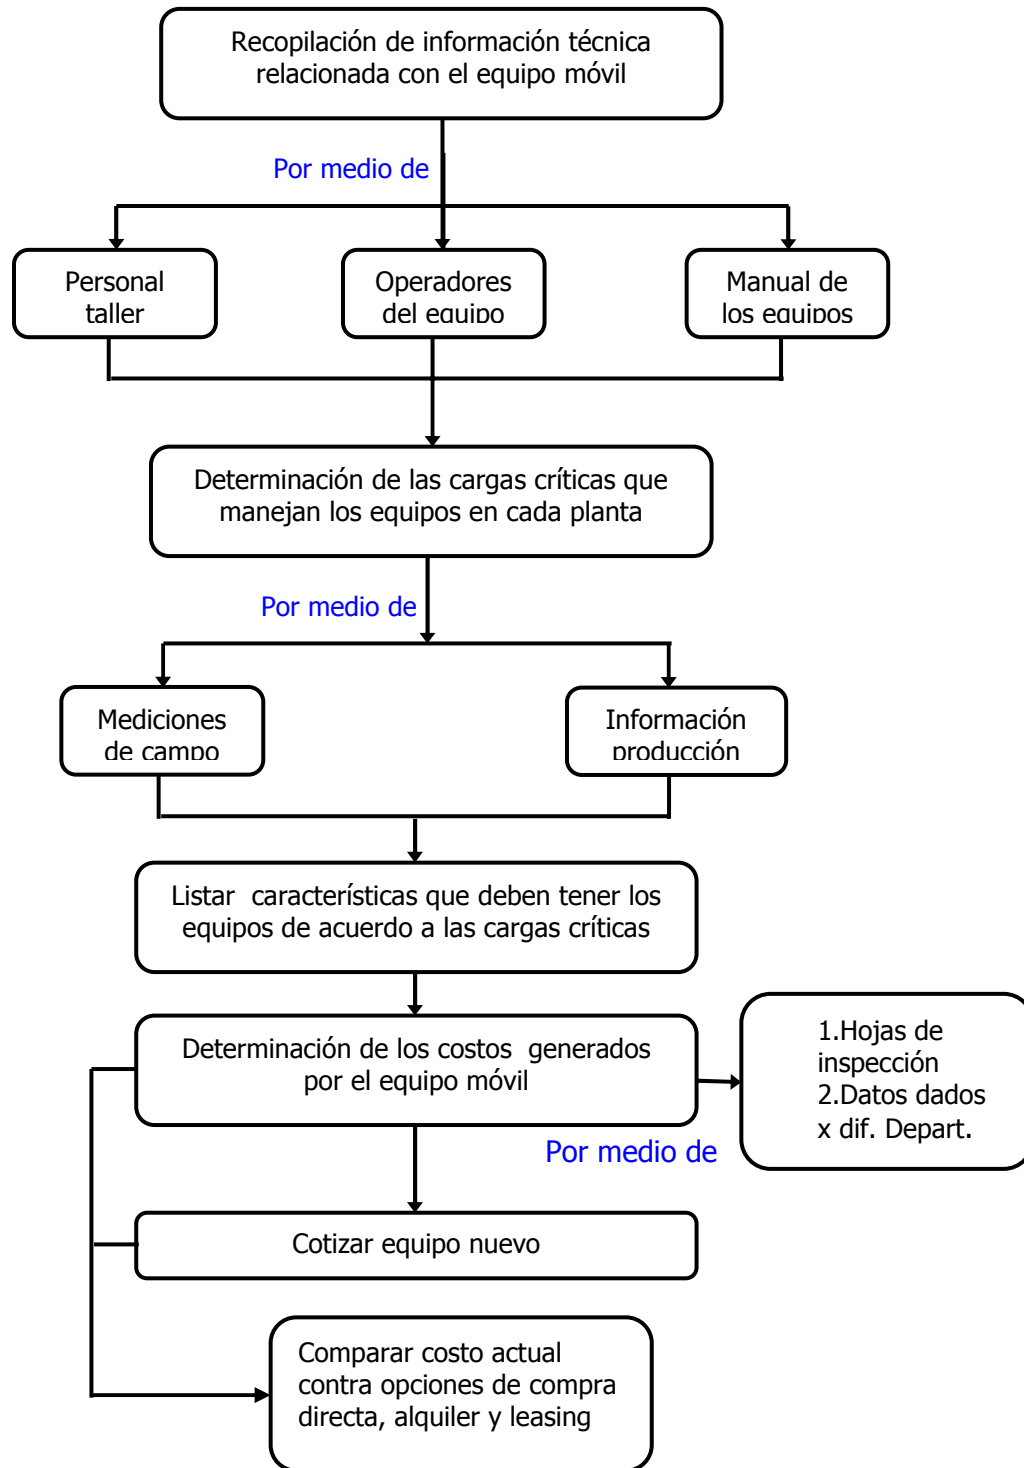 Recopilación de información técnica
relacionada con el equipo móvil
Por medio de
Personal
taller
Operadores
del equipo
Manual de
los equipos
Determinación de las cargas críticas que
manejan los equipos en cada planta
Por medio de
Mediciones
de campo
Información
producción
Listar  características que deben tener los
equipos de acuerdo a las cargas críticas
Determinación de los costos  generados
por el equipo móvil
1.Hojas de
inspección
2.Datos dados
x dif. Depart.
Por medio de
Cotizar equipo nuevo
Comparar costo actual
contra opciones de compra
directa, alquiler y leasing